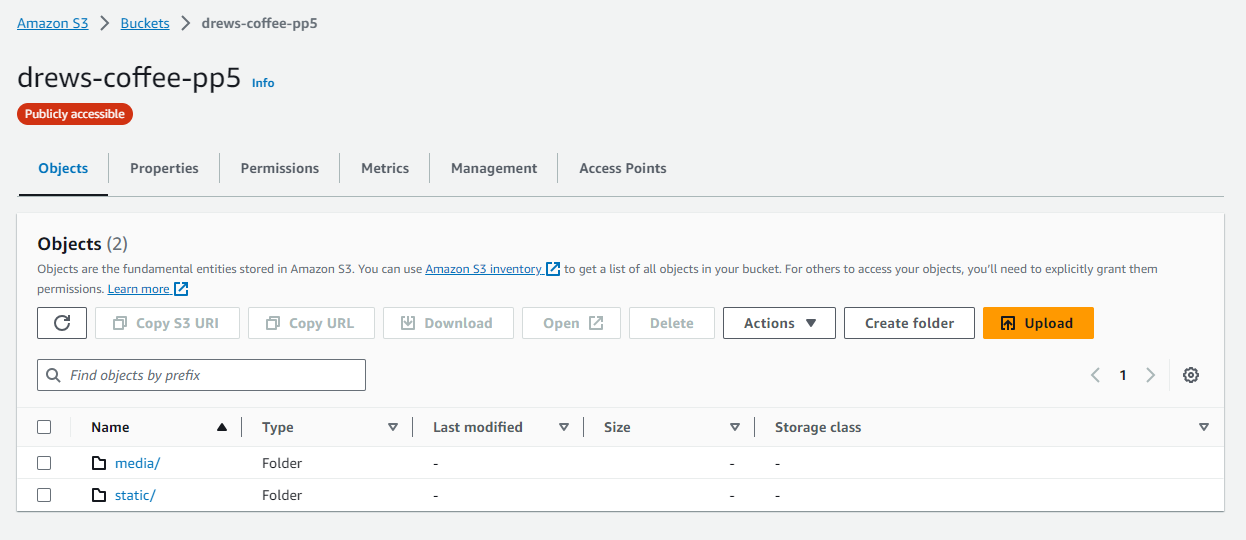 Amazon S3 > Buckets > drews-coffee-pp5
drews-coffee-pp5 Info
Publicly accessible
Objects Properties Permissions Metrics Management Access Points
Objects (2)
Objects are the fundamental entities stored in Amazon S3. You can use Amazon S3 inventory to get a list of all objects in your bucket. For others to access your objects, you'll need to explicitly grant them
permissions. Learn more
Copy S3 URI Copy URL Download Open Delete Actions Create folder Upload
Find objects by prefix 1
Name Type Last modified Size Storage class
media/ Folder - - -
static/ Folder - - -